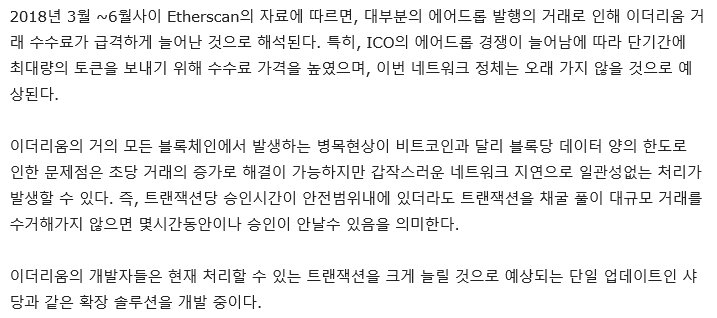 2018년 3월 ~6월사이 Etherscan의 자료에 따르면, 대부분의 에어드롭 발행의 거래로 인해 이더리움 거
래 수수료가 급격하게 늘어난 것으로 해석된다. 특히, ICO의 에어드롭 경쟁이 늘어남에 따라 단기간에
최대량의 토큰을 보내기 위해 수수료 가격을 높였으며, 이번 네트워크 정체는 오래 가지 않을 것으로 예
상된다.
이더리움의 거의 모든 블록체인에서 발생하는 병목현상이 비트코인과 달리 블록당 데이터 양의 한도로
인한 문제점은 초당 거래의 증가로 해결이 가능하지만 갑작스러운 네트워크 지연으로 일관성없는 처리가
발생할 수 있다. 즉, 트랜잭션당 승인시간이 안전범위내에 있더라도 트랜잭션을 채굴 풀이 대규모 거래를
수거해가지 않으면 몇시간동안이나 승인이 안날수 있음을 의미한다.
이더리움의 개발자들은 현재 처리할 수 있는 트랜잭션을 크게 늘릴 것으로 예상되는 단일 업데이트인 샤
당과 같은 확장 솔루션을 개발 중이다.